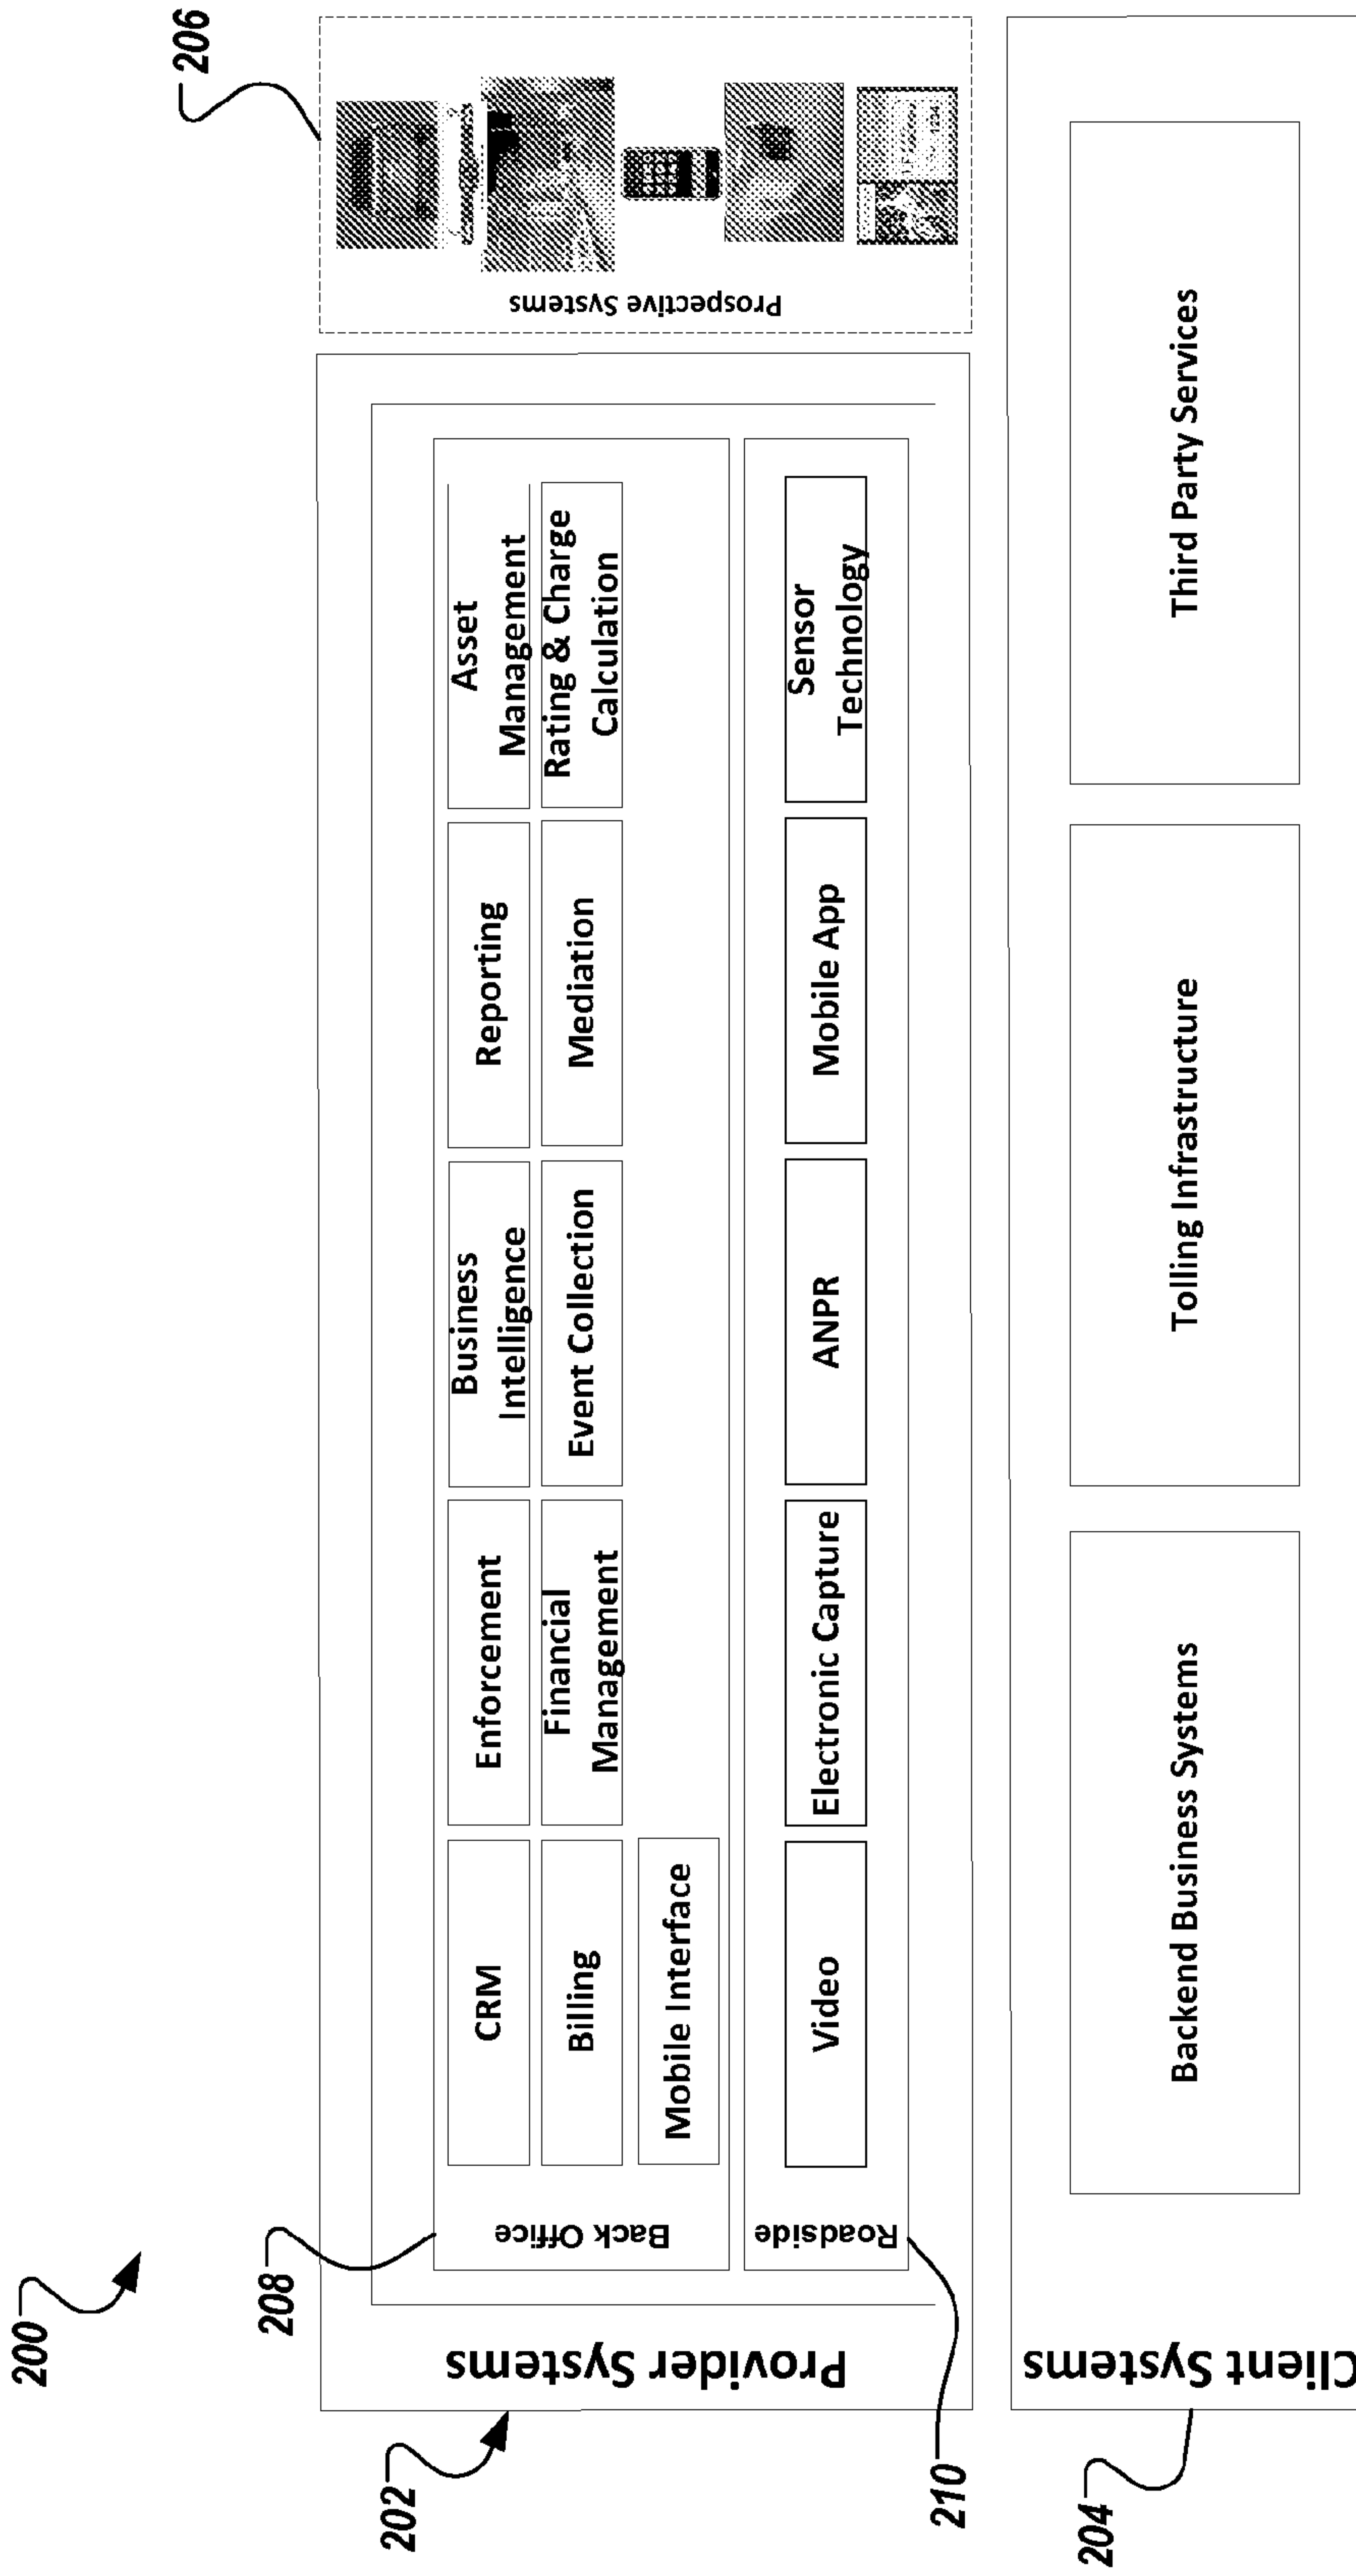 200
202
Provider Systems
208
Back Office
CRM
Enforcement
Business
Intelligence
Reporting
Asset
Management
Billing
Financial
Management
Event Collection
Mediation
Rating & Charge
Calculation
Mobile Interface
210
Roadside
Video
Electronic Capture
ANPR
Mobile App
Sensor
Technology
206
Prospective Systems
1234
204
Client Systems
Backend Business Systems
Tolling Infrastructure
Third Party Services